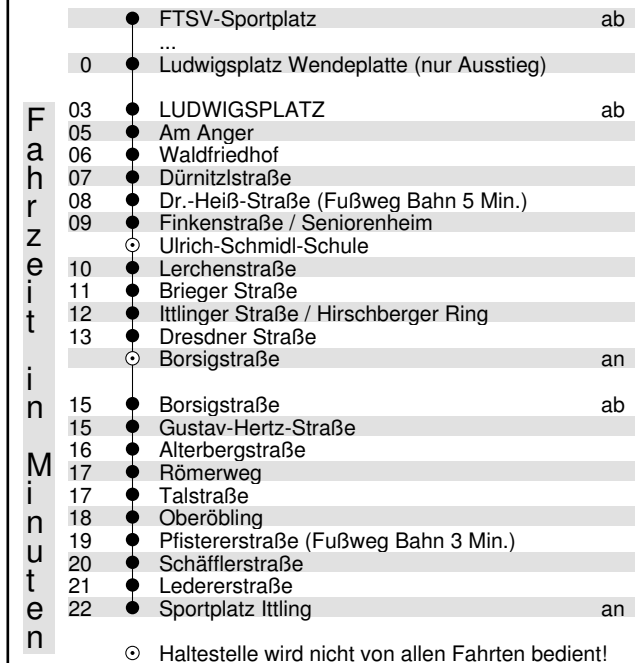 FTSV-Sportplatz ab
...
0 Ludwigsplatz Wendeplatte (nur Ausstieg)
Fahrzeit in Minuten
03 LUDWIGSPLATZ ab
05 Am Anger
06 Waldfriedhof
07 Dürnitzlstraße
08 Dr.-Heiß-Straße (Fußweg Bahn 5 Min.)
09 Finkenstraße / Seniorenheim
Ulrich-Schmidl-Schule
10 Lerchenstraße
11 Brieger Straße
12 Ittlinger Straße / Hirschberger Ring
13 Dresdner Straße
Borsigstraße an
15 Borsigstraße ab
15 Gustav-Hertz-Straße
16 Alterbergstraße
17 Römerweg
17 Talstraße
18 Oberöbling
19 Pfistererstraße (Fußweg Bahn 3 Min.)
20 Schäfflerstraße
21 Ledererstraße
22 Sportplatz Ittling an
⊙ Haltestelle wird nicht von allen Fahrten bedient!